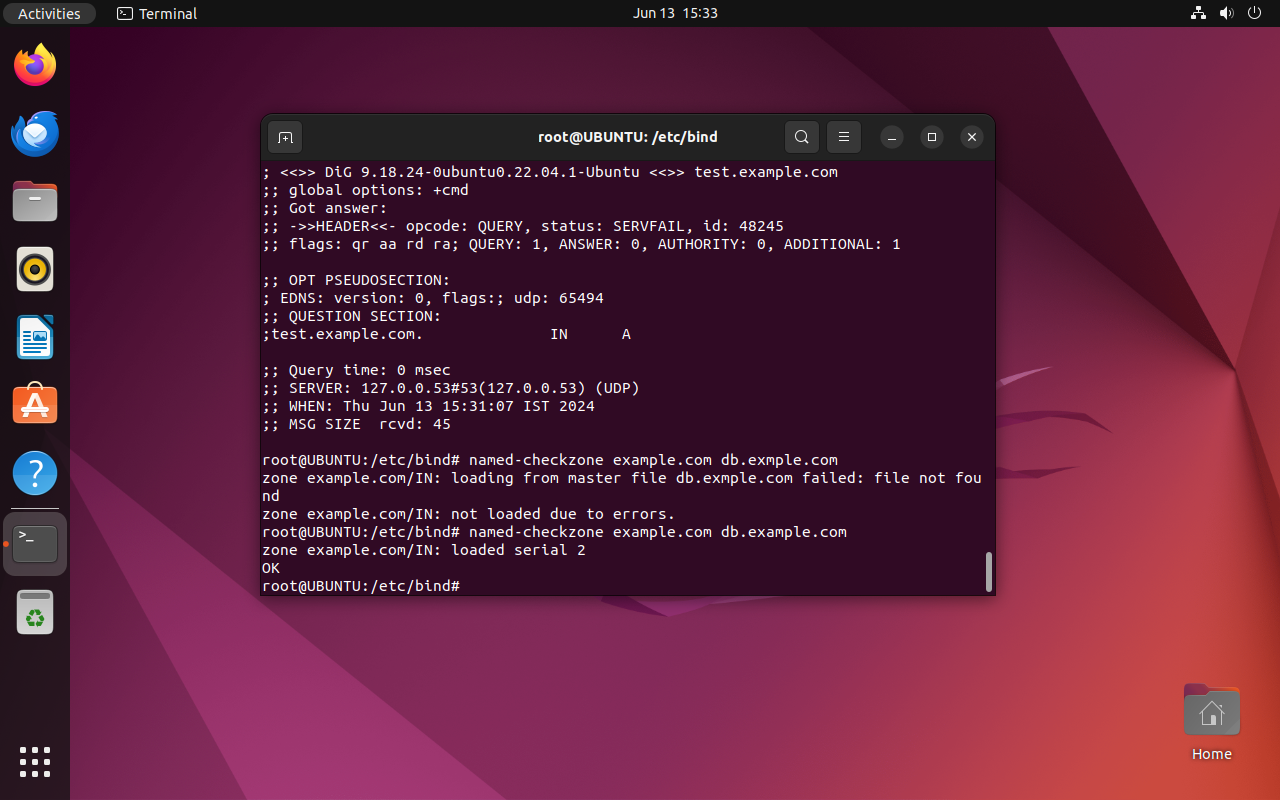 Activities
Terminal
Jun 13 15:33
root@UBUNTU: /etc/bind
; <<>> DiG 9.18.24-0ubuntu0.22.04.1-Ubuntu <<>> test.example.com
;; global options: +cmd
;; Got answer:
;; ->>HEADER<<- opcode: QUERY, status: SERVFAIL, id: 48245
;; flags: qr aa rd ra; QUERY: 1, ANSWER: 0, AUTHORITY: 0, ADDITIONAL: 1
;; OPT PSEUDOSECTION:
; EDNS: version: 0, flags:; udp: 65494
;; QUESTION SECTION:
;test.example.com. IN A
;; Query time: 0 msec
;; SERVER: 127.0.0.53#53(127.0.0.53) (UDP)
;; WHEN: Thu Jun 13 15:31:07 IST 2024
;; MSG SIZE rcvd: 45
root@UBUNTU:/etc/bind# named-checkzone example.com db.exmple.com
zone example.com/IN: loading from master file db.exmple.com failed: file not fou
nd
zone example.com/IN: not loaded due to errors.
root@UBUNTU:/etc/bind# named-checkzone example.com db.example.com
zone example.com/IN: loaded serial 2
OK
root@UBUNTU:/etc/bind#
Home